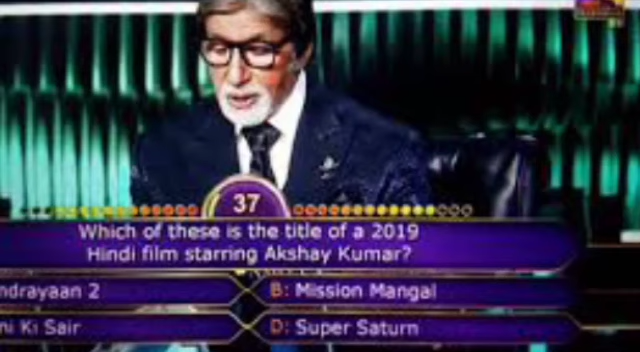 37
Which of these is the title of a 2019
Hindi film starring Akshay Kumar?
ndrayaan 2
B: Mission Mangal
ni Ki Sair
D: Super Saturn